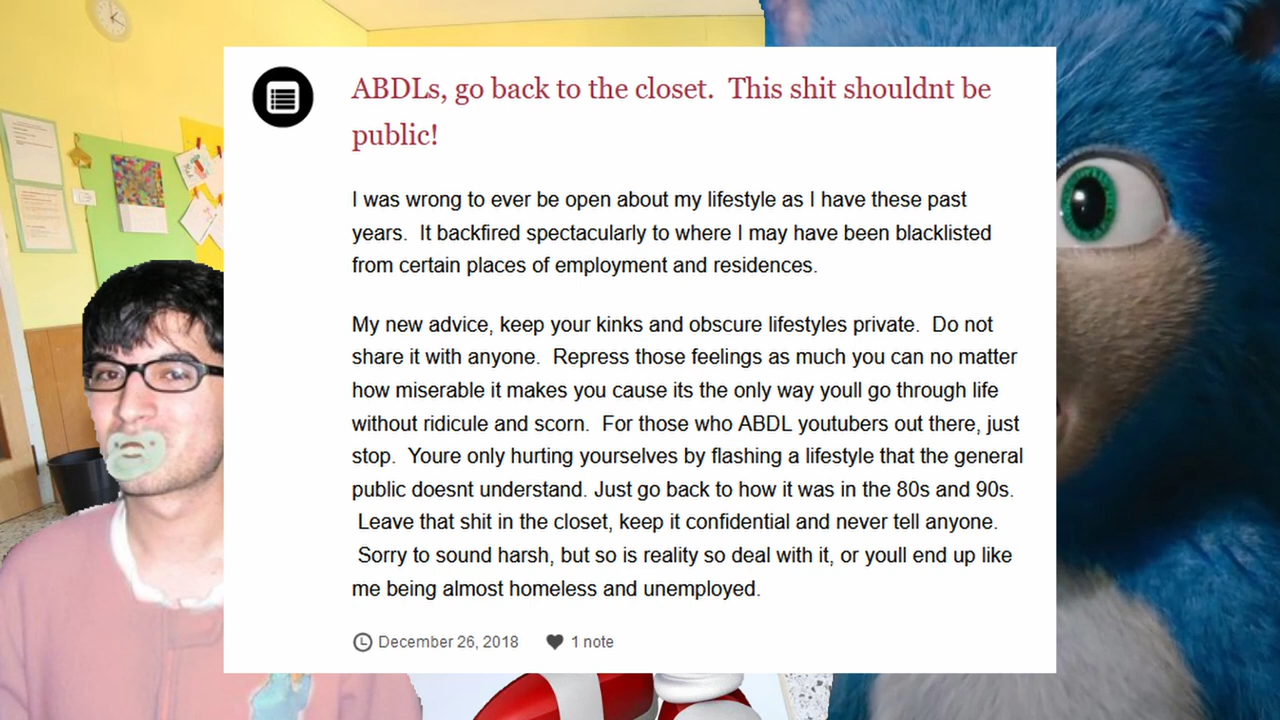 ABDLs, go back to the closet.  This shit shouldnt be
public!
I was wrong to ever be open about my lifestyle as I have these past
years.  It backfired spectacularly to where I may have been blacklisted
from certain places of employment and residences.
My new advice, keep your kinks and obscure lifestyles private.  Do not
share it with anyone.  Repress those feelings as much you can no matter
how miserable it makes you cause its the only way youll go through life
without ridicule and scorn.  For those who ABDL youtubers out there, just
stop.  Youre only hurting yourselves by flashing a lifestyle that the general
public doesnt understand. Just go back to how it was in the 80s and 90s.
Leave that shit in the closet, keep it confidential and never tell anyone.
Sorry to sound harsh, but so is reality so deal with it, or youll end up like
me being almost homeless and unemployed.
December 26, 2018 1 note